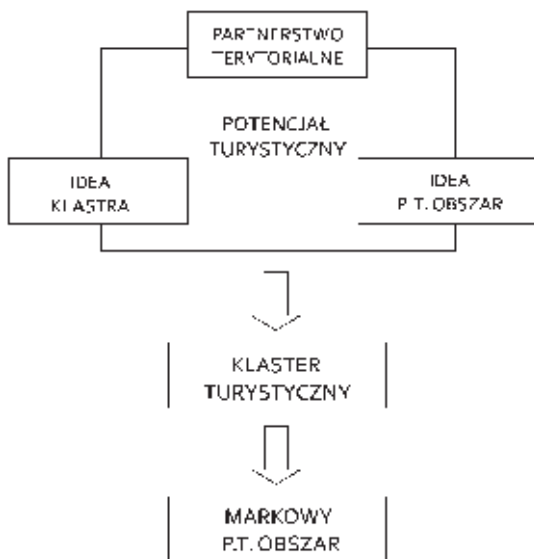 PARTNERSTWO
TERYTORIALNE
POTENCJAŁ
TURYSTYCZNY
IDEA
KLASTRA
IDEA
P.T. OBSZAR
KLASTER
TURYSTYCZNY
MARKOWY
P.T. OBSZAR